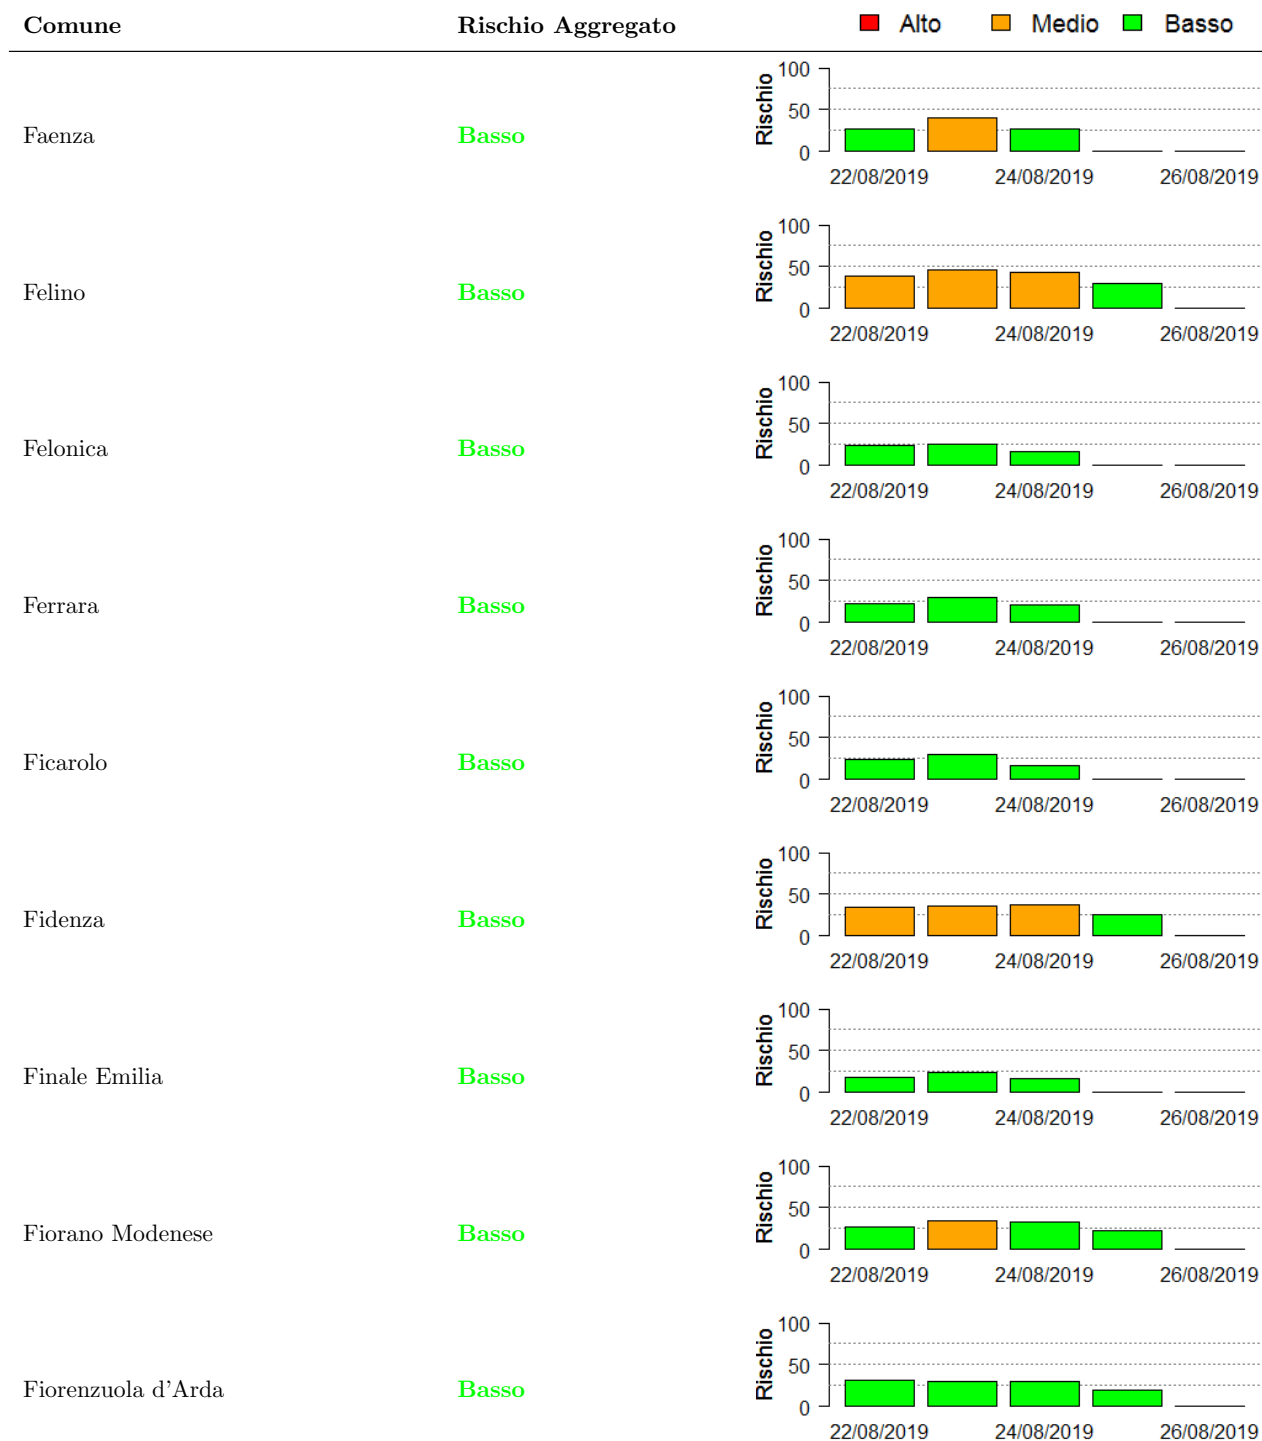 Comune Rischio Aggregato Alto Medio Basso
Faenza Basso Rischio 100 50 0
22/08/2019 24/08/2019 26/08/2019
Felino Basso Rischio 100 50 0
22/08/2019 24/08/2019 26/08/2019
Felonica Basso Rischio 100 50 0
22/08/2019 24/08/2019 26/08/2019
Ferrara Basso Rischio 100 50 0
22/08/2019 24/08/2019 26/08/2019
Ficarolo Basso Rischio 100 50 0
22/08/2019 24/08/2019 26/08/2019
Fidenza Basso Rischio 100 50 0
22/08/2019 24/08/2019 26/08/2019
Finale Emilia Basso Rischio 100 50 0
22/08/2019 24/08/2019 26/08/2019
Fiorano Modenese Basso Rischio 100 50 0
22/08/2019 24/08/2019 26/08/2019
Fiorenzuola d'Arda Basso Rischio 100 50 0
22/08/2019 24/08/2019 26/08/2019